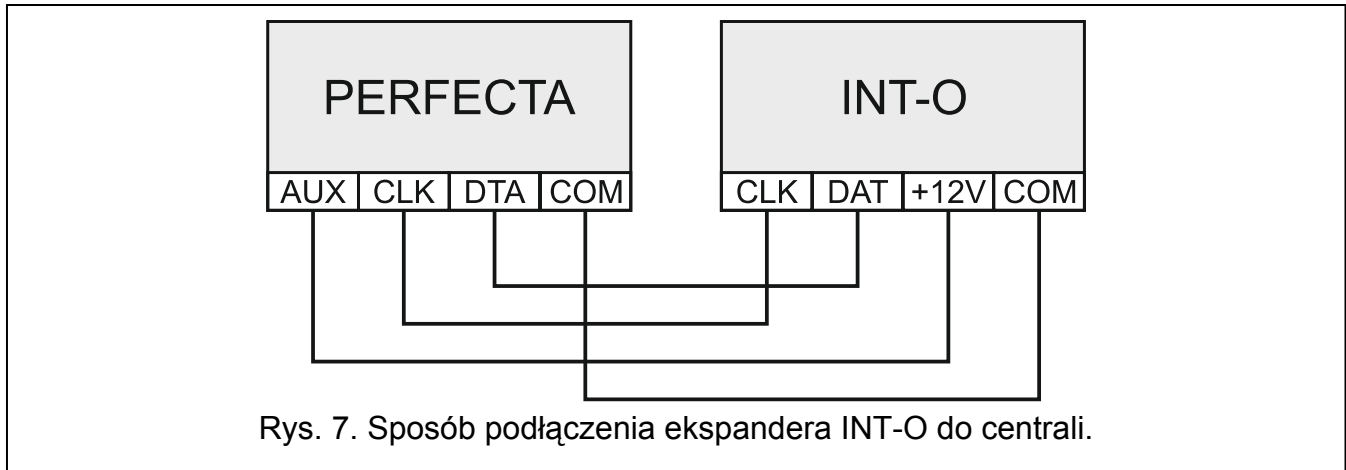 PERFECTA
INT-O
AUX CLK DTA COM
CLK DAT +12V COM
Rys. 7. Sposób podłączenia ekspandera INT-O do centrali.